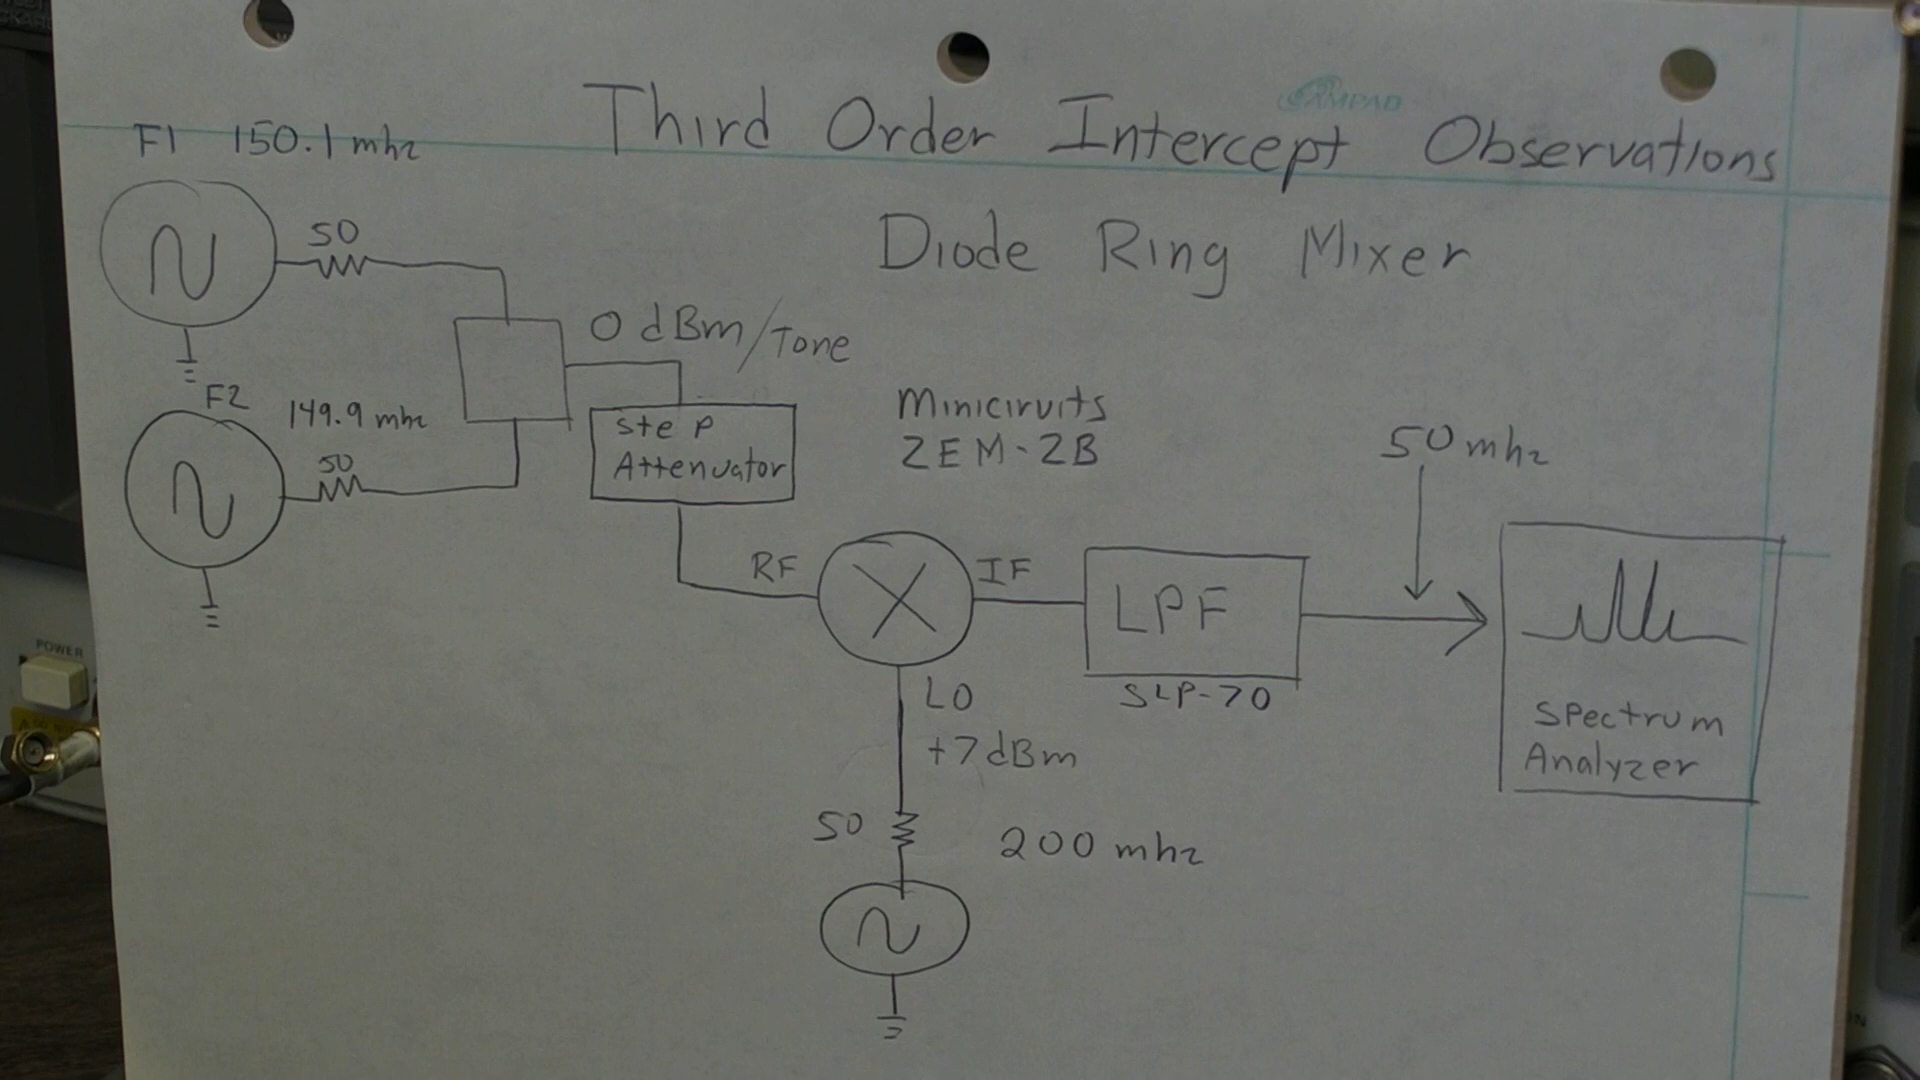 AMPAD
Third Order Intercept Observations
Diode Ring Mixer
F1 150.1 mhz
50
0 dBm/Tone
F2
149.9 mhz
50
Step
Attenuator
Minicirvits
ZEM-2B
50 mhz
RF
IF
LPF
SLP-70
LO
+7dBm
50
200 mhz
Spectrum
Analyzer
POWER